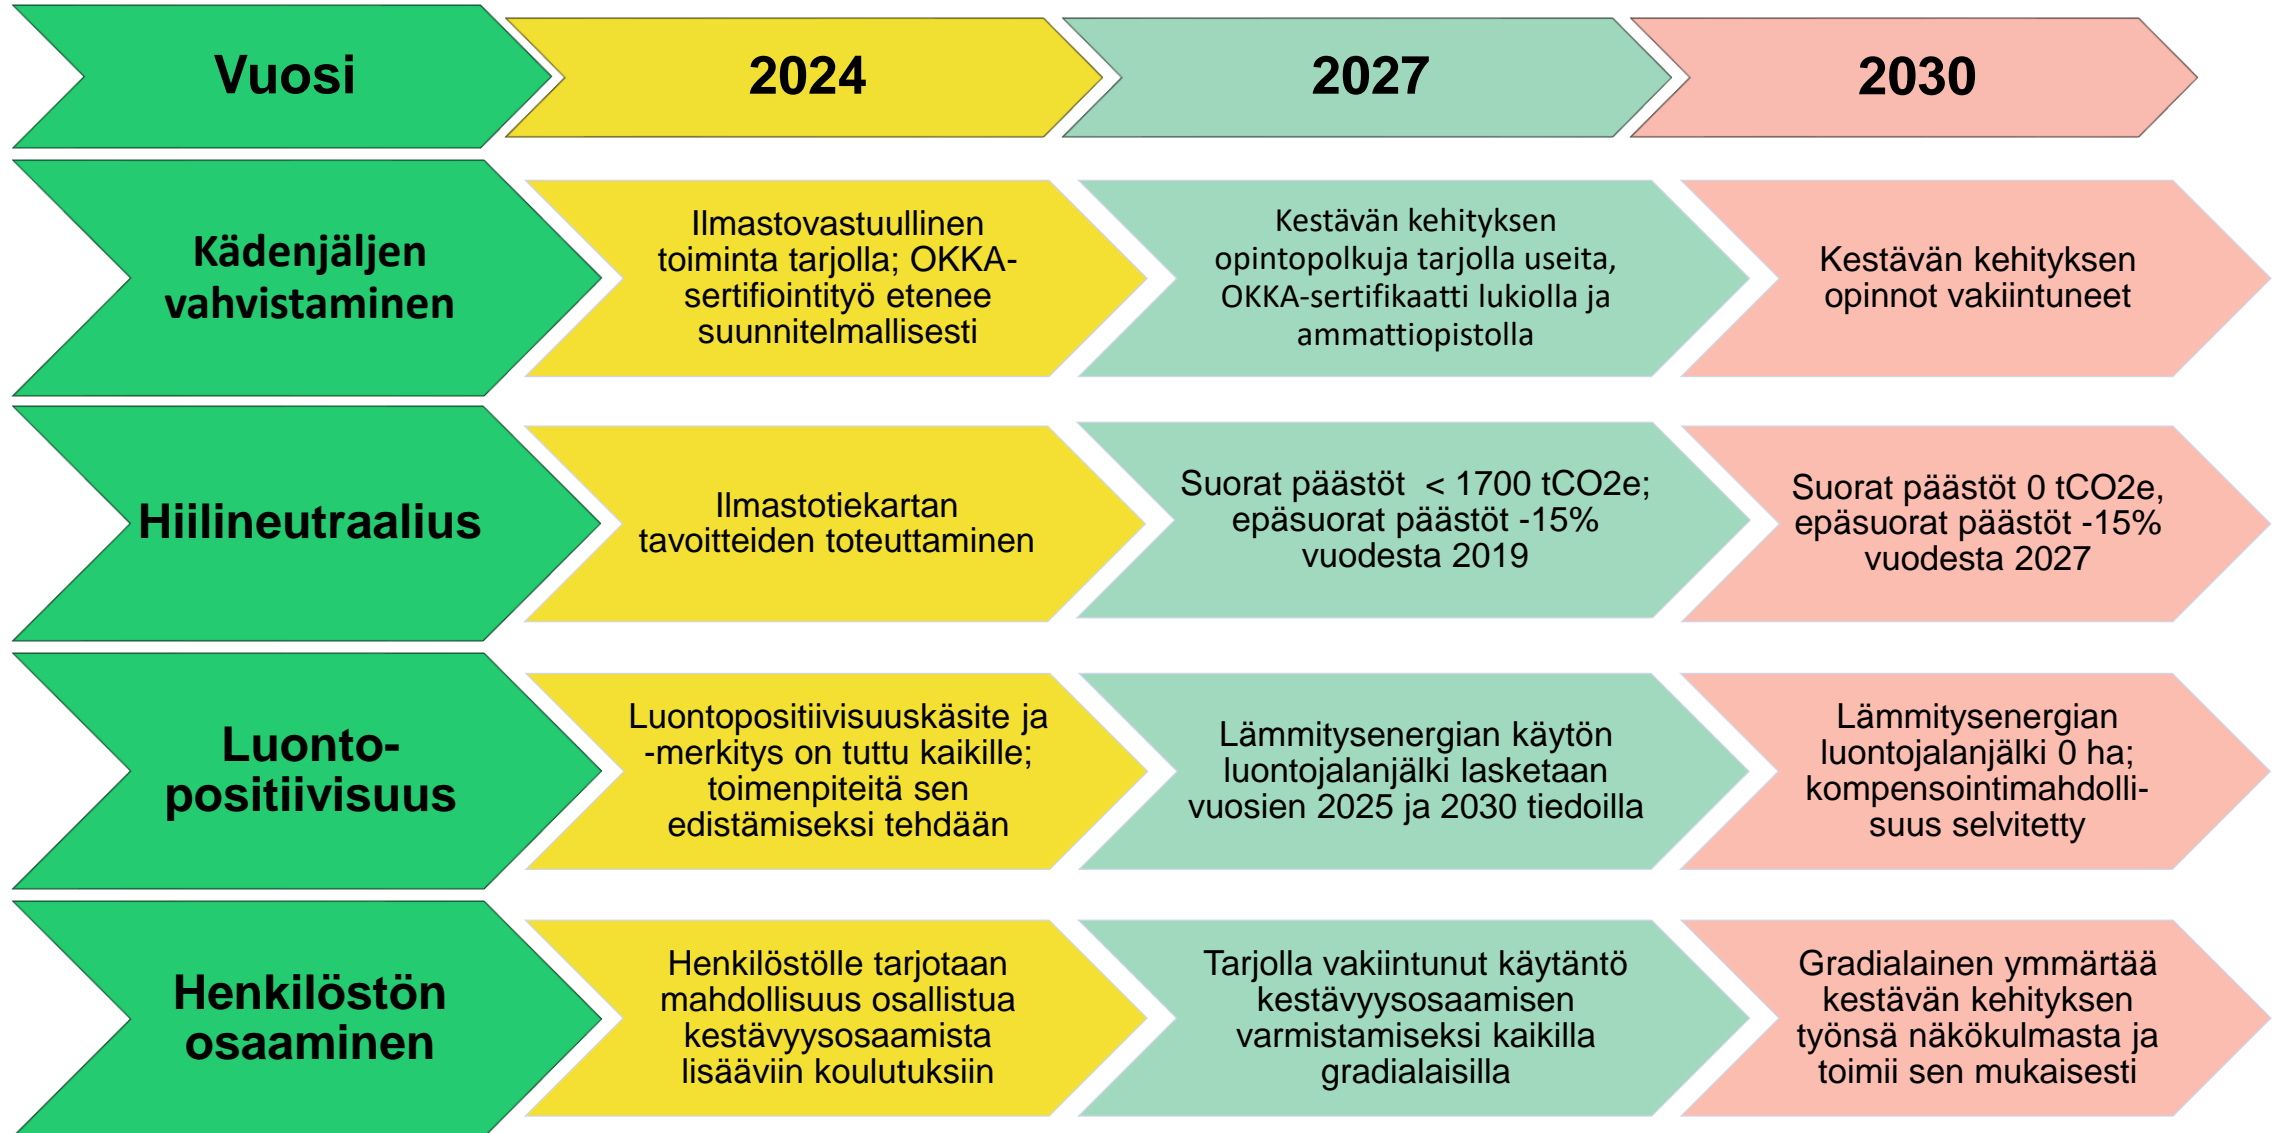 Vuosi
2024
2027
2030
Kädenjäljen
vahvistaminen
Ilmastovastuullinen
toiminta tarjolla; OKKA-
sertifiointityö etenee
suunnitelmallisesti
Kestävän kehityksen
opintopolkuja tarjolla useita,
OKKA-sertifikaatti lukiolla ja
ammattiopistolla
Kestävän kehityksen
opinnot vakiintuneet
Hiilineutraalius
Ilmastotiekartan
tavoitteiden toteuttaminen
Suorat päästöt < 1700 tCO2e;
epäsuorat päästöt -15%
vuodesta 2019
Suorat päästöt 0 tCO2e,
epäsuorat päästöt -15%
vuodesta 2027
Luonto-
positiivisuus
Luontopositiivisuuskäsite ja
-merkitys on tuttu kaikille;
toimenpiteitä sen
edistämiseksi tehdään
Lämmitysenergian käytön
luontojalanjälki lasketaan
vuosien 2025 ja 2030 tiedoilla
Lämmitysenergian
luontojalanjälki 0 ha;
kompensointimahdolli-
suus selvitetty
Henkilöstön
osaaminen
Henkilöstölle tarjotaan
mahdollisuus osallistua
kestävyysosaamista
lisääviin koulutuksiin
Tarjolla vakiintunut käytäntö
kestävyysosaamisen
varmistamiseksi kaikilla
gradialaisilla
Gradialainen ymmärtää
kestävän kehityksen
työnsä näkökulmasta ja
toimii sen mukaisesti